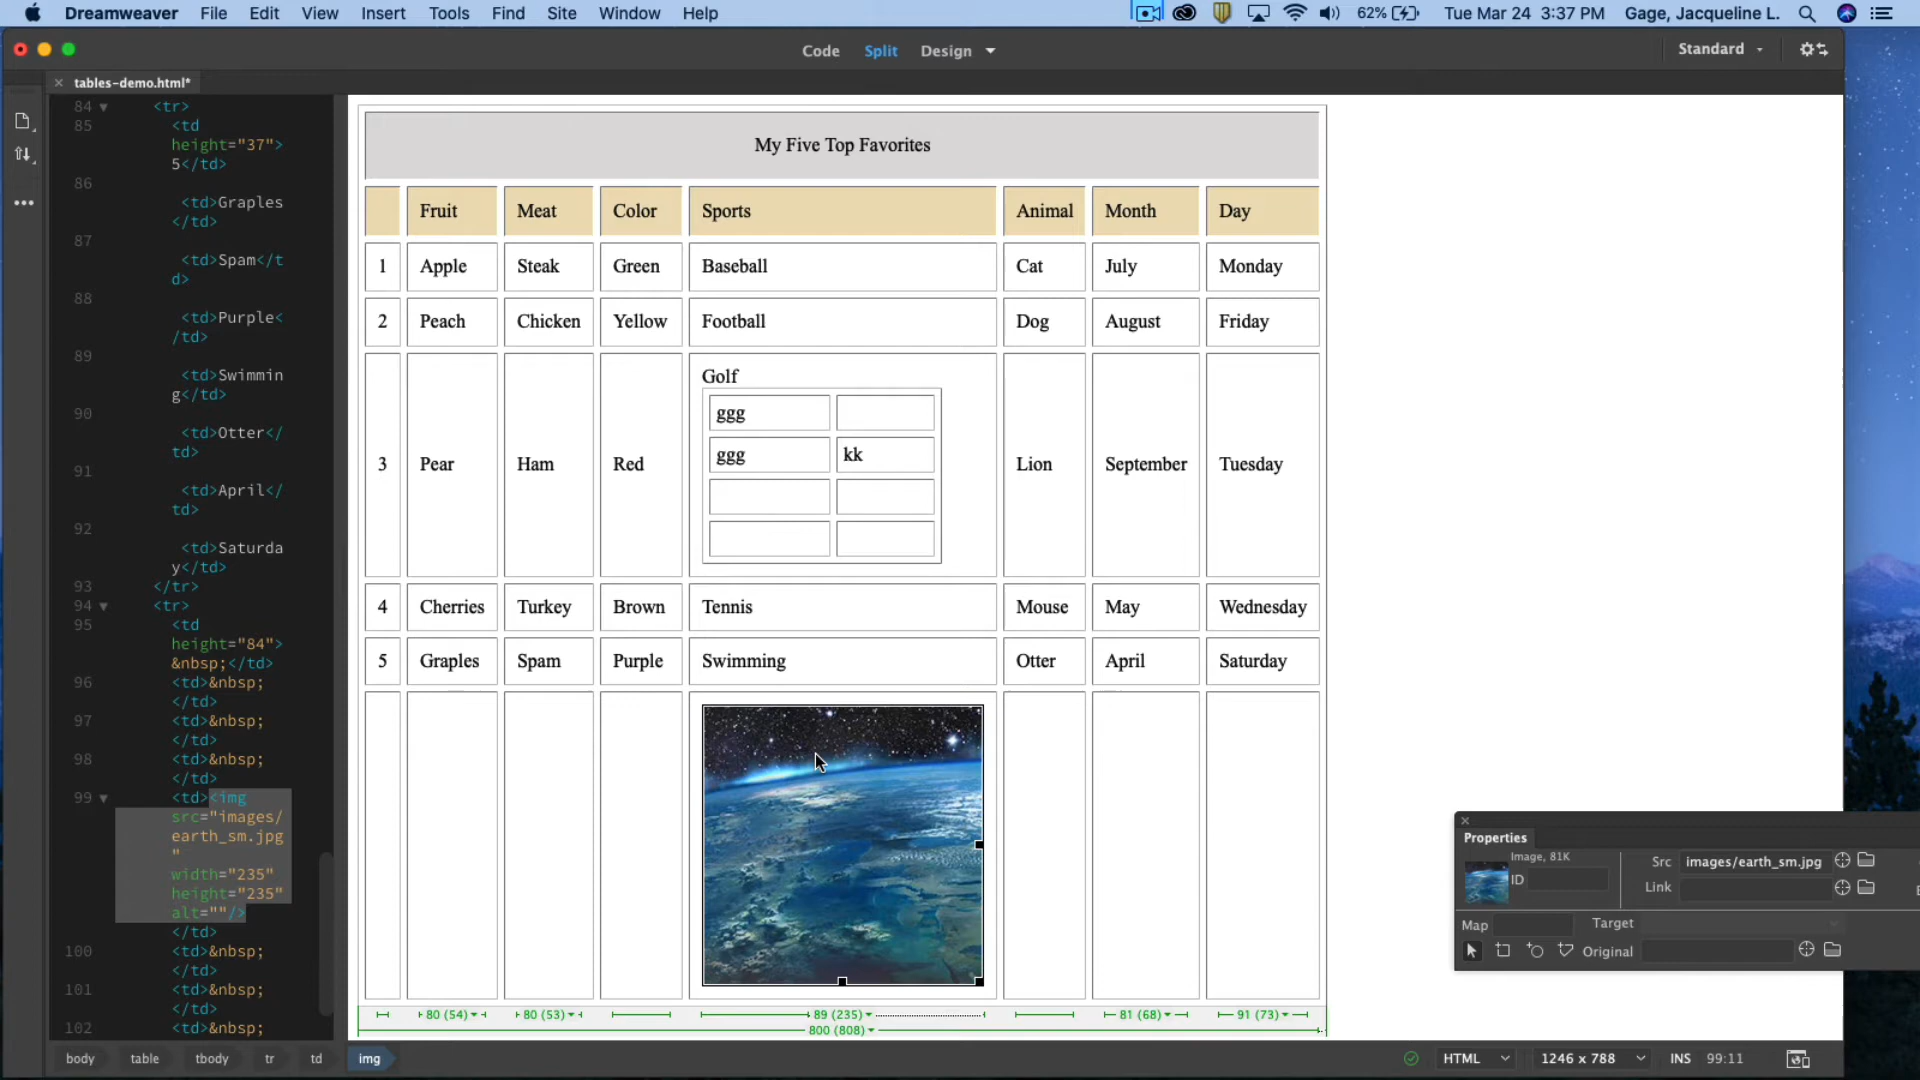 Dreamweaver File Edit View Insert Tools Find Site Window Help 62% Tue Mar 24 3:37 PM Gage, Jacqueline L.
Code Split Design Standard
tables-demo.html*
84 <tr>
85 <td
height="37">
5</td>
86
<td>Graples
</td>
87
<td>Spam</t
d>
88
<td>Purple<
/td>
89
<td>Swimmin
g</td>
90
<td>Otter</
td>
91
<td>April</
td>
92
<td>Saturda
y</td>
93 </tr>
94 <tr>
95 <td
height="84">
&nbsp;</td>
96 <td>&nbsp;
</td>
97 <td>&nbsp;
</td>
98 <td>&nbsp;
</td>
99 <td><img
src="images/
earth_sm.jpg
"
width="235"
height="235"
alt=""/>
</td>
100 <td>&nbsp;
</td>
101 <td>&nbsp;
</td>
102 <td>&nbsp;
My Five Top Favorites
Fruit Meat Color Sports Animal Month Day
1 Apple Steak Green Baseball Cat July Monday
2 Peach Chicken Yellow Football Dog August Friday
Golf
ggg
ggg kk
3 Pear Ham Red Lion September Tuesday
4 Cherries Turkey Brown Tennis Mouse May Wednesday
5 Graples Spam Purple Swimming Otter April Saturday
80 (54) 80 (53) 89 (235) 81 (68) 91 (73)
800 (808)
Properties
Image, 81K
ID
Src images/earth_sm.jpg
Link
Map Target
Original
body table tbody tr td img HTML 1246 x 788 INS 99:11